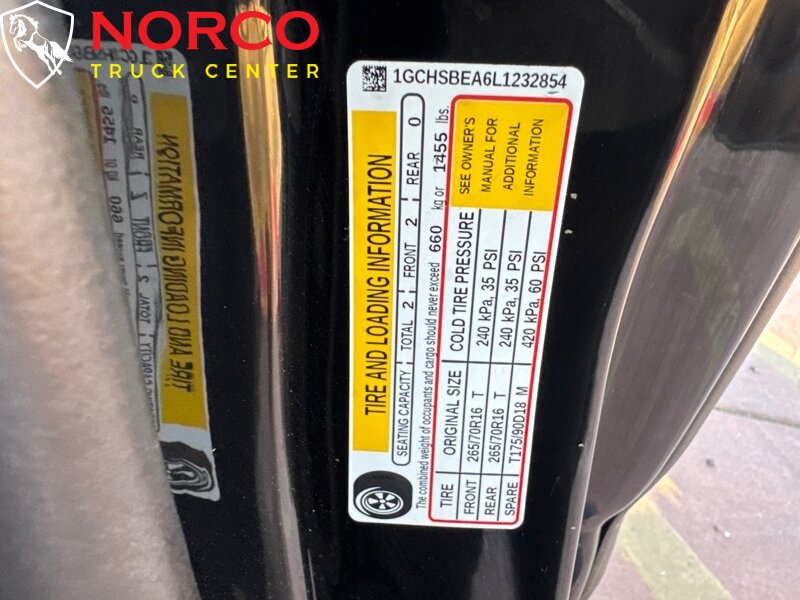 NORCO
TRUCK CENTER
1GCHSBEA6L1232854
TIRE AND LOADING INFORMATION
SEATING CAPACITY TOTAL 2 FRONT 2 REAR 0
The combined weight of occupants and cargo should never exceed 660 kg or 1455 lbs.
TIRE ORIGINAL SIZE COLD TIRE PRESSURE
FRONT 265/70R16 T 240 kPa, 35 PSI
REAR 265/70R16 T 240 kPa, 35 PSI
SPARE T175/90D18 M 420 kPa, 60 PSI
SEE OWNER'S
MANUAL FOR
ADDITIONAL
INFORMATION